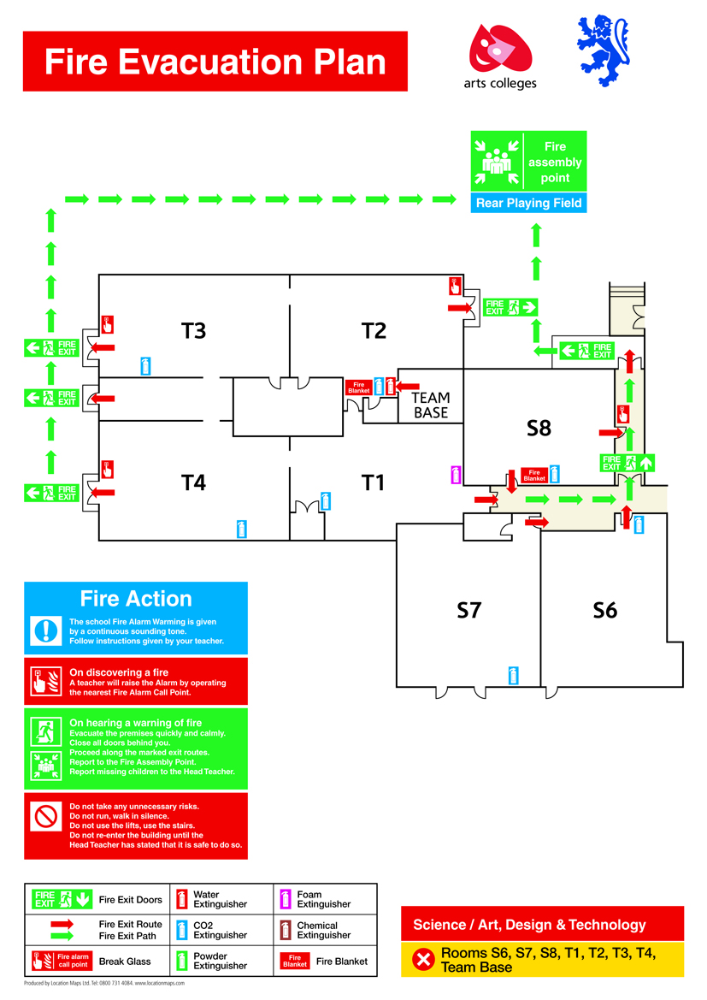 Fire Evacuation Plan
arts colleges
Fire
assembly
point
Rear Playing Field
T3
T2
FIRE
EXIT
FIRE
EXIT
FIRE
EXIT
Fire
Blanket
TEAM
BASE
S8
FIRE
EXIT
FIRE
EXIT
Fire
Blanket
T4
T1
FIRE
EXIT
S7
S6
Fire Action
The school Fire Alarm Warming is given
by a continuous sounding tone.
Follow instructions given by your teacher.
On discovering a fire
A teacher will raise the Alarm by operating
the nearest Fire Alarm Call Point.
On hearing a warning of fire
Evacuate the premises quickly and calmly.
Close all doors behind you.
Proceed along the marked exit routes.
Report to the Fire Assembly Point.
Report missing children to the Head Teacher.
Do not take any unnecessary risks.
Do not run, walk in silence.
Do not use the lifts, use the stairs.
Do not re-enter the building until the
Head Teacher has stated that it is safe to do so.
FIRE
EXIT
Fire Exit Doors
Water
Extinguisher
Foam
Extinguisher
Fire Exit Route
Fire Exit Path
CO2
Extinguisher
Chemical
Extinguisher
Fire alarm
call point
Break Glass
Powder
Extinguisher
Fire
Blanket
Fire Blanket
Science / Art, Design & Technology
Rooms S6, S7, S8, T1, T2, T3, T4,
Team Base
Produced by Location Maps Ltd. Tel: 0800 731 4084. www.locationmaps.com